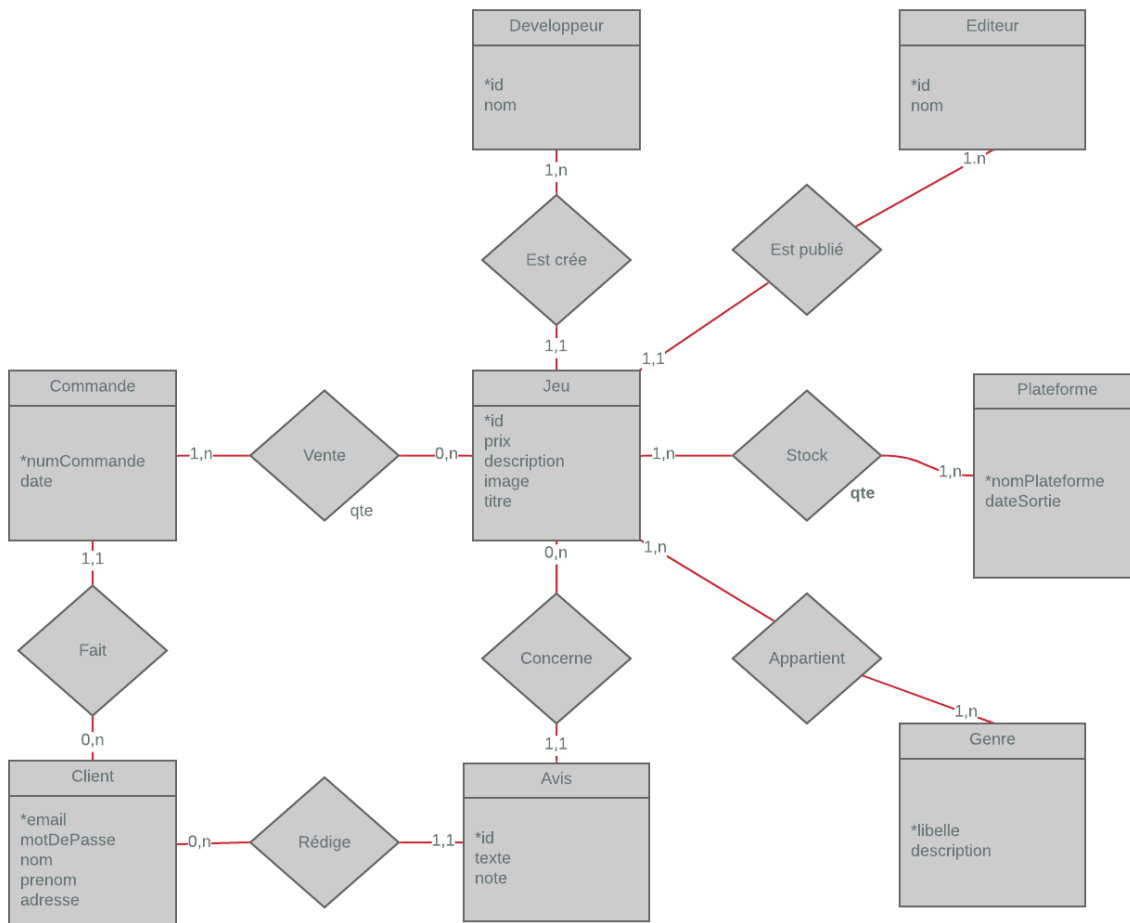 Developpeur
*id
nom
Editeur
*id
nom
1,n
1.n
Est crée
Est publié
1,1
1,1
Commande
*numCommande
date
1,n
Vente
qte
0,n
Jeu
*id
prix
description
image
titre
1,n
Stock
qte
1,n
Plateforme
*nomPlateforme
dateSortie
1,1
0,n
1,n
Fait
Concerne
Appartient
0,n
1,1
1,n
Client
*email
motDePasse
nom
prenom
adresse
0,n
Rédige
1,1
Avis
*id
texte
note
Genre
*libelle
description